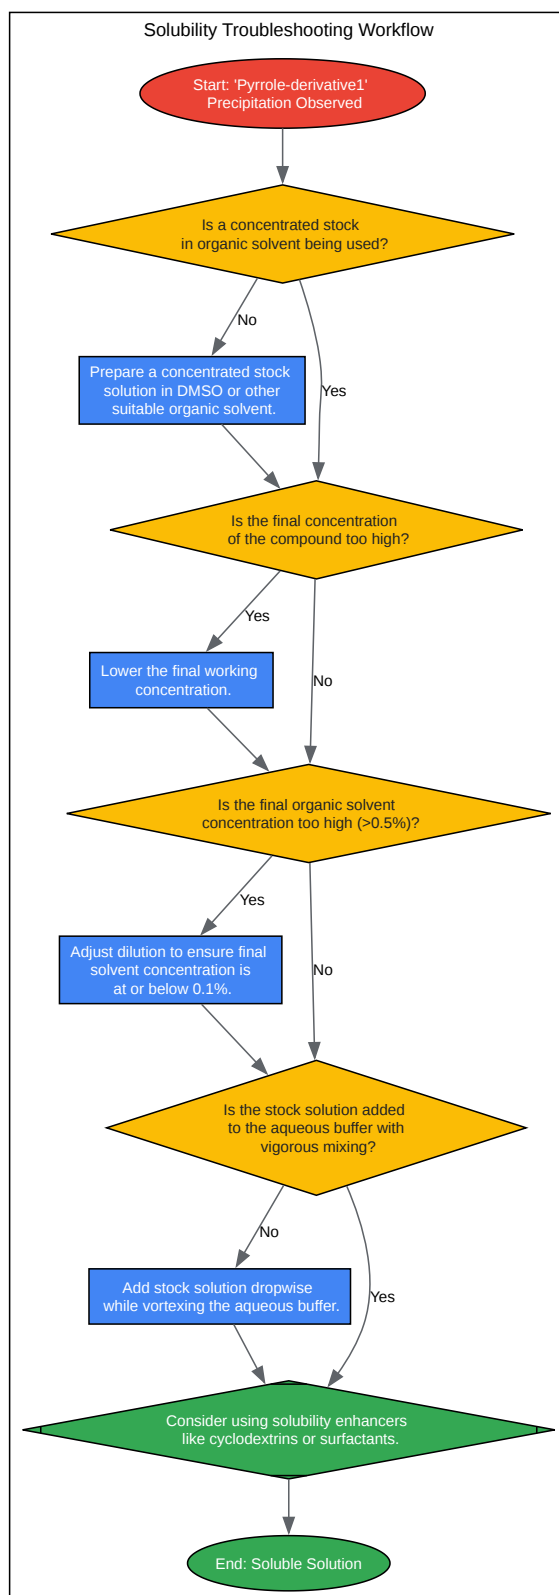 Solubility Troubleshooting Workflow
Start: 'Pyrrole-derivative1'
Precipitation Observed
Is a concentrated stock
in organic solvent being used?
No
Yes
Prepare a concentrated stock
solution in DMSO or other
suitable organic solvent.
Is the final concentration
of the compound too high?
Yes
No
Lower the final working
concentration.
Is the final organic solvent
concentration too high (>0.5%)?
Yes
No
Adjust dilution to ensure final
solvent concentration is
at or below 0.1%.
Is the stock solution added
to the aqueous buffer with
vigorous mixing?
No
Yes
Add stock solution dropwise
while vortexing the aqueous buffer.
Consider using solubility enhancers
like cyclodextrins or surfactants.
End: Soluble Solution